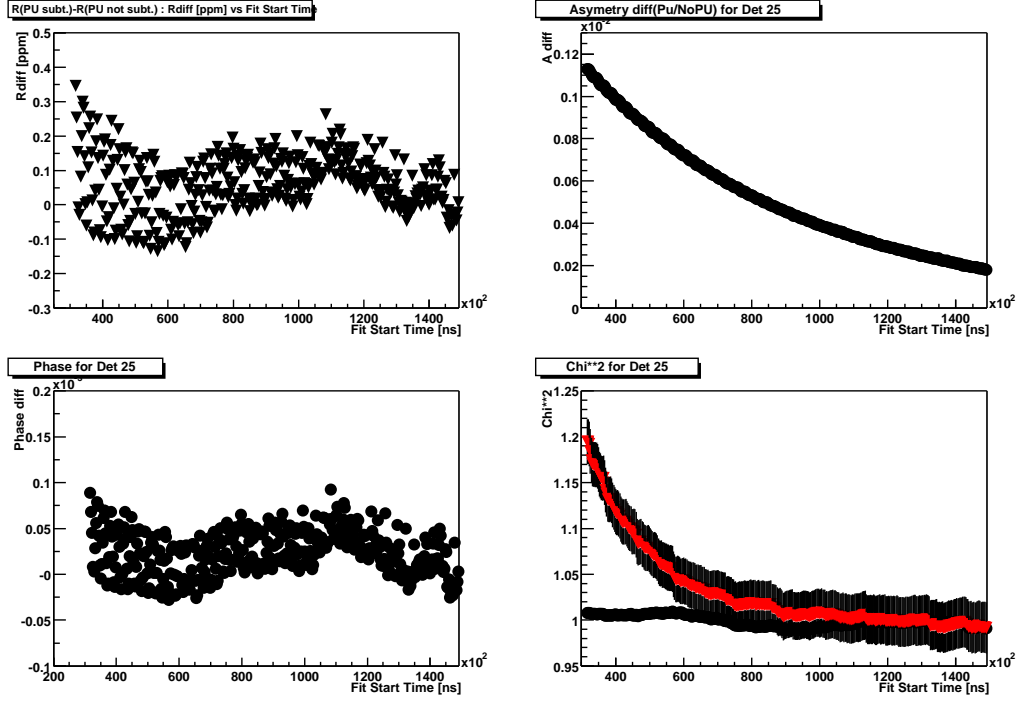 R(PU subt.)-R(PU not subt.) : Rdiff [ppm] vs Fit Start Time
Rdiff [ppm]
0.5
0.4
0.3
0.2
0.1
0
-0.1
-0.2
-0.3
400 600 800 1000 1200 1400
x10²
Fit Start Time [ns]
Asymetry diff(Pu/NoPU) for Det 25
x10⁻²
A diff
0.12
0.1
0.08
0.06
0.04
0.02
0
400 600 800 1000 1200 1400
x10²
Fit Start Time [ns]
Phase for Det 25
Phase diff
0.2
0.15
0.1
0.05
-0
-0.05
-0.1
200 400 600 800 1000 1200 1400
x10²
Fit Start Time [ns]
Chi**2 for Det 25
Chi**2
1.25
1.2
1.15
1.1
1.05
1
0.95
400 600 800 1000 1200 1400
x10²
Fit Start Time [ns]